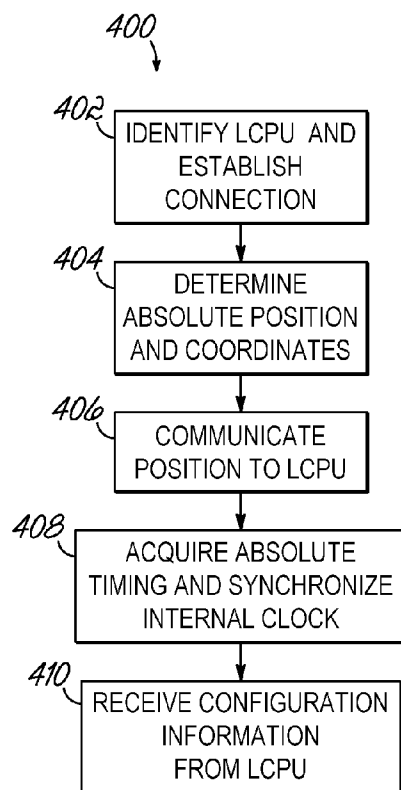 400
402
IDENTIFY LCPU AND
ESTABLISH
CONNECTION
404
DETERMINE
ABSOLUTE POSITION
AND COORDINATES
406
COMMUNICATE
POSITION TO LCPU
408
ACQUIRE ABSOLUTE
TIMING AND SYNCHRONIZE
INTERNAL CLOCK
410
RECEIVE CONFIGURATION
INFORMATION
FROM LCPU